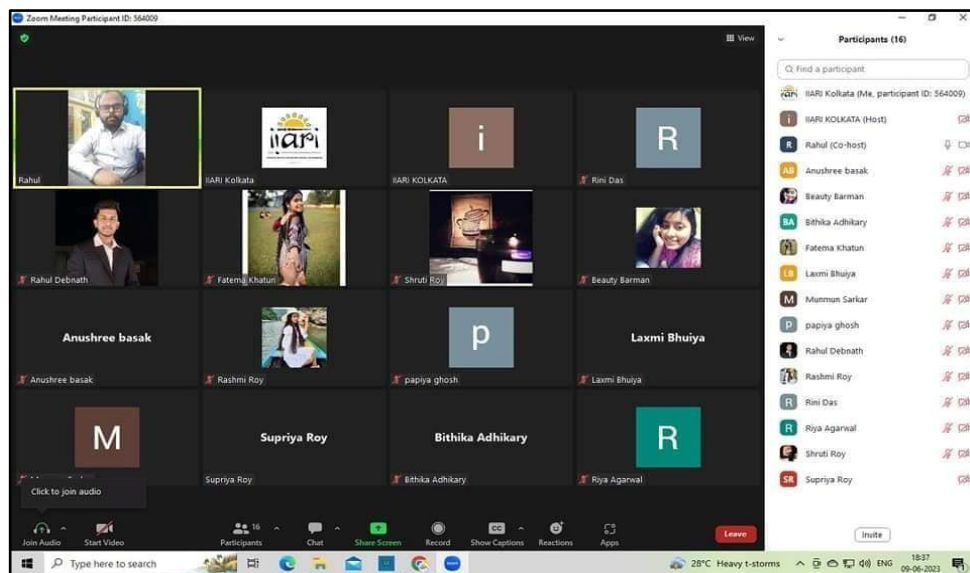 Zoom Meeting Participant ID: 564009
View
Rahul
iiari
IIARI Kolkata
i
IIARI KOLKATA
R
Rini Das
Rahul Debnath
Fatema Khatun
Shruti Roy
Beauty Barman
Anushree basak
Anushree basak
Rashmi Roy
p
papiya ghosh
Laxmi Bhuiya
Laxmi Bhuiya
M
Supriya Roy
Supriya Roy
Bithika Adhikary
Bithika Adhikary
R
Riya Agarwal
Click to join audio
Join Audio
Start Video
16
Participants
Chat
Share Screen
Record
CC
Show Captions
Reactions
Apps
Leave
Participants (16)
Find a participant
IIARI Kolkata (Me, participant ID: 564009)
i IIARI KOLKATA (Host)
R Rahul (Co-host)
AB Anushree basak
Beauty Barman
BA Bithika Adhikary
Fatema Khatun
LB Laxmi Bhuiya
M Munmun Sarkar
p papiya ghosh
Rahul Debnath
Rashmi Roy
R Rini Das
R Riya Agarwal
Shruti Roy
SR Supriya Roy
Invite
Type here to search
28°C Heavy t-storms
ENG
18:37
09-06-2023